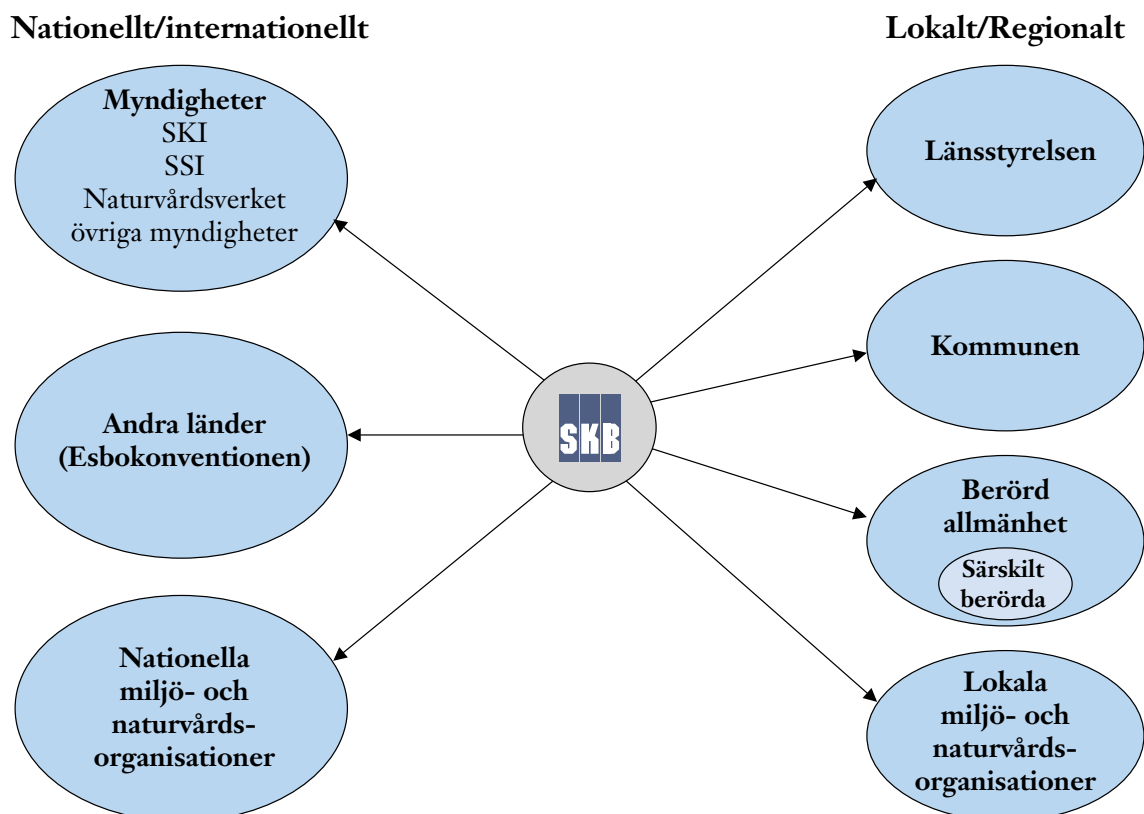 Nationellt/internationellt
Myndigheter
SKI
SSI
Naturvårdsverket
övriga myndigheter
Andra länder
(Esbokonventionen)
Nationella
miljö- och
naturvårds-
organisationer
SKB
Lokalt/Regionalt
Länsstyrelsen
Kommunen
Berörd
allmänhet
Särskilt
berörda
Lokala
miljö- och
naturvårds-
organisationer